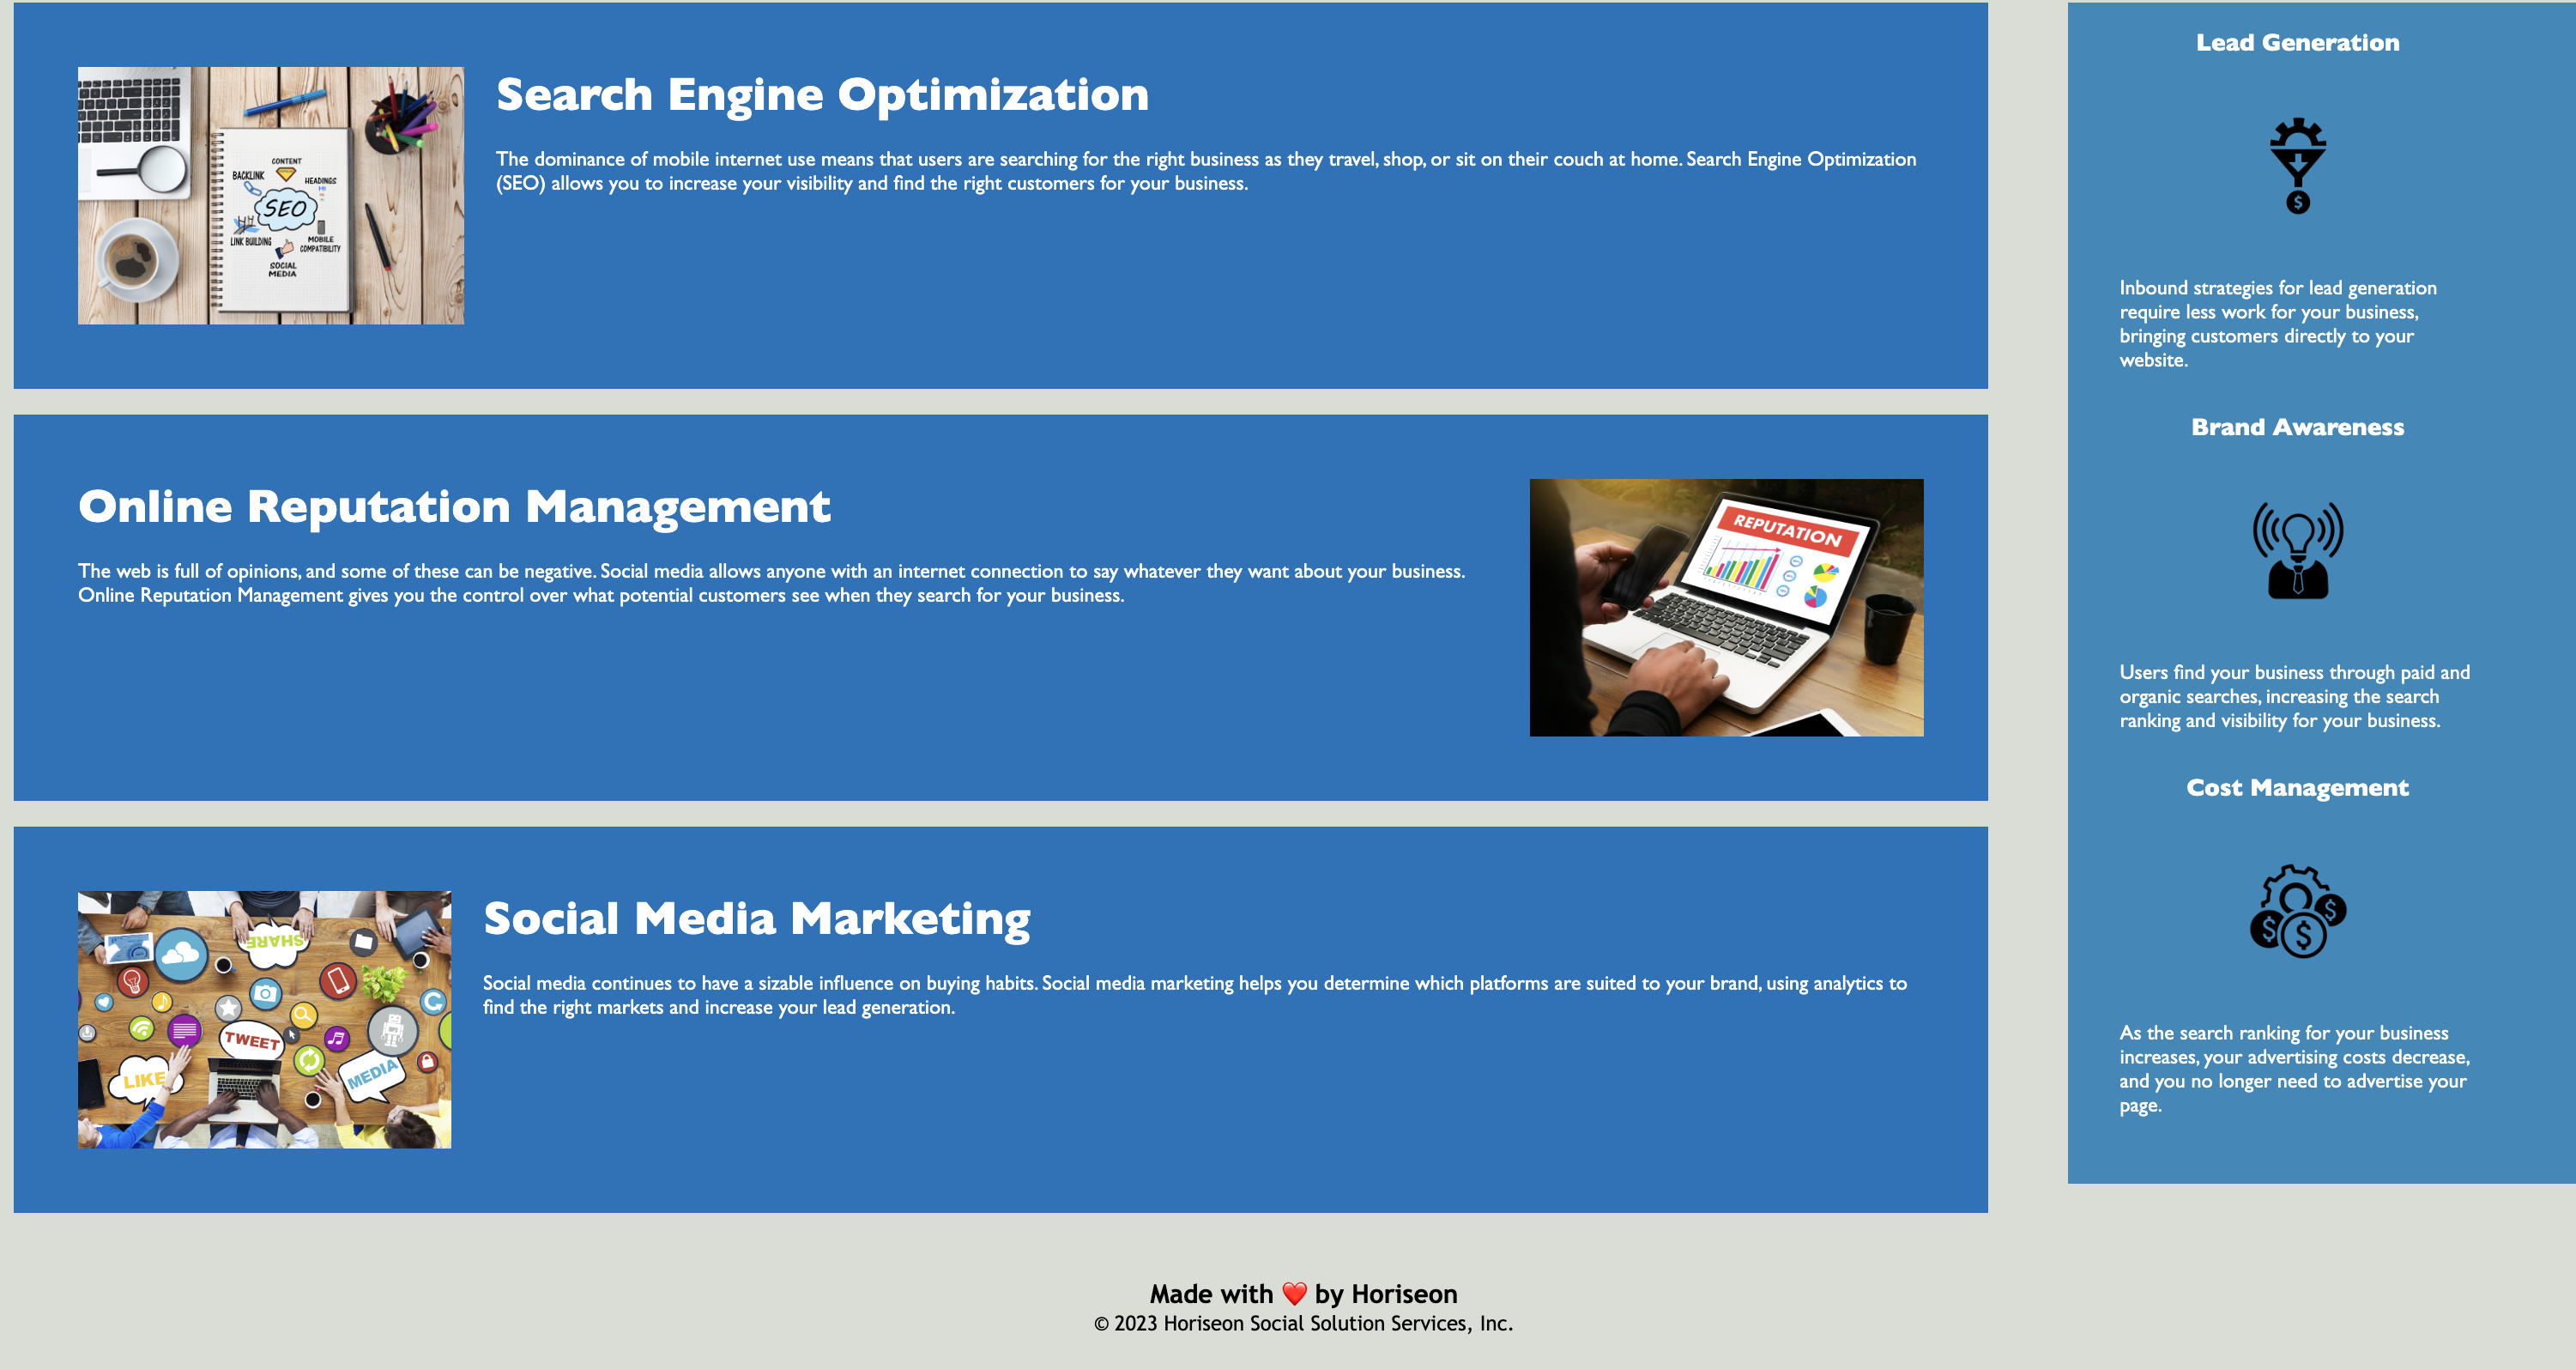 Search Engine Optimization
The dominance of mobile internet use means that users are searching for the right business as they travel, shop, or sit on their couch at home. Search Engine Optimization
(SEO) allows you to increase your visibility and find the right customers for your business.
CONTENT
BACKLINK
HEADINGS
H1
SEO
LINK BUILDING
MOBILE
COMPATIBILITY
SOCIAL
MEDIA
Online Reputation Management
The web is full of opinions, and some of these can be negative. Social media allows anyone with an internet connection to say whatever they want about your business.
Online Reputation Management gives you the control over what potential customers see when they search for your business.
REPUTATION
Social Media Marketing
Social media continues to have a sizable influence on buying habits. Social media marketing helps you determine which platforms are suited to your brand, using analytics to
find the right markets and increase your lead generation.
SHARE
TWEET
LIKE
MEDIA
Lead Generation
$
Inbound strategies for lead generation
require less work for your business,
bringing customers directly to your
website.
Brand Awareness
Users find your business through paid and
organic searches, increasing the search
ranking and visibility for your business.
Cost Management
$ $ $
As the search ranking for your business
increases, your advertising costs decrease,
and you no longer need to advertise your
page.
Made with ❤️ by Horiseon
© 2023 Horiseon Social Solution Services, Inc.